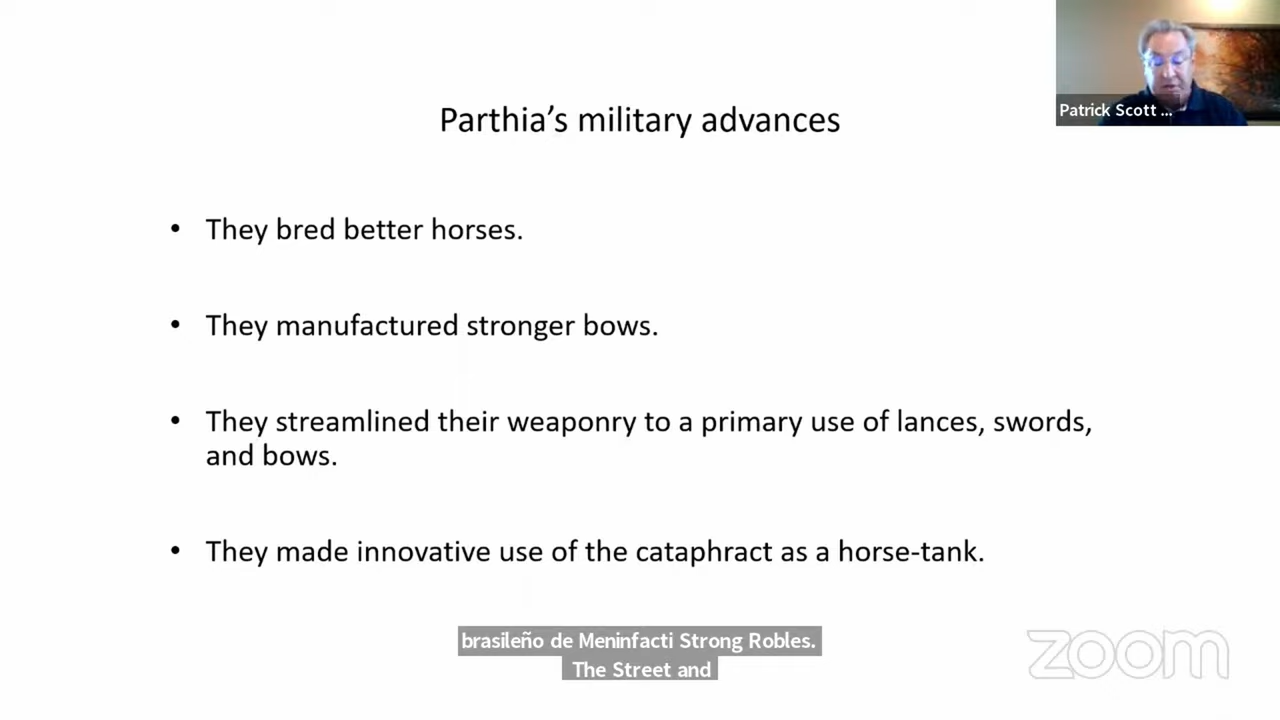 Parthia's military advances
Patrick Scott ...
• They bred better horses.
• They manufactured stronger bows.
• They streamlined their weaponry to a primary use of lances, swords,
and bows.
• They made innovative use of the cataphract as a horse-tank.
brasileño de Meninfacti Strong Robles.
The Street and
zoom